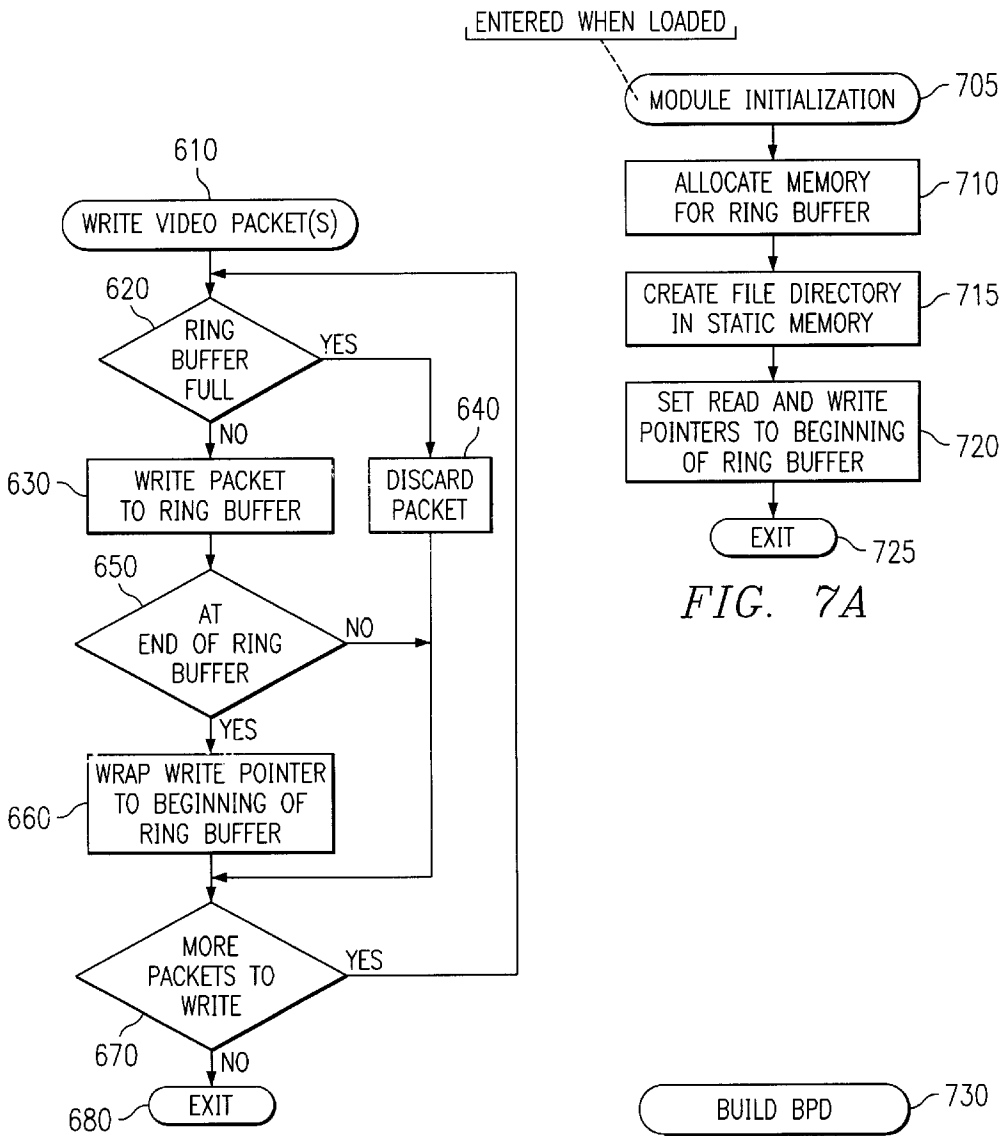 610
WRITE VIDEO PACKET(S)
620
RING
BUFFER
FULL
YES
NO
640
630
WRITE PACKET
TO RING BUFFER
DISCARD
PACKET
650
AT
END OF RING
BUFFER
NO
YES
660
WRAP WRITE POINTER
TO BEGINNING OF
RING BUFFER
MORE
PACKETS TO
WRITE
YES
670
NO
680
EXIT
ENTERED WHEN LOADED
MODULE INITIALIZATION
705
ALLOCATE MEMORY
FOR RING BUFFER
710
CREATE FILE DIRECTORY
IN STATIC MEMORY
715
SET READ AND WRITE
POINTERS TO BEGINNING
OF RING BUFFER
720
EXIT
725
FIG. 7A
BUILD BPD
730